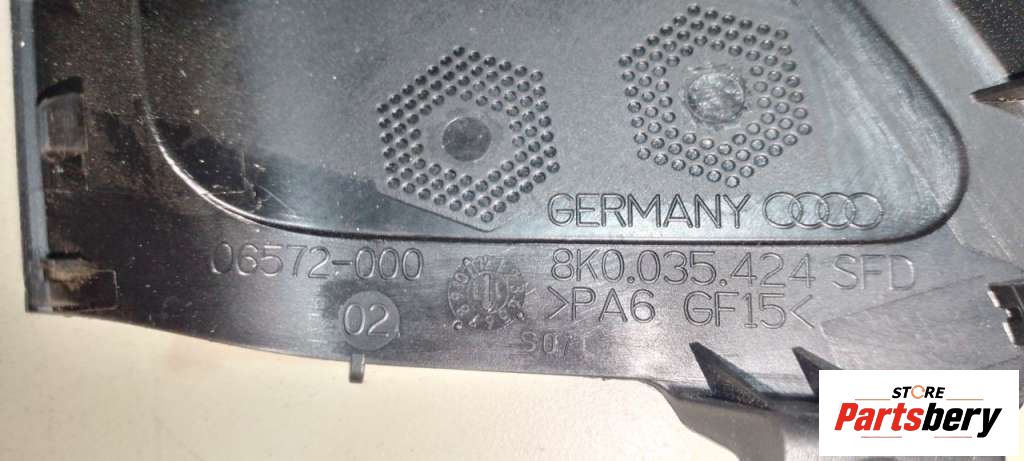 GERMANY
06572-000
8K0.035.424 SFD
>PA6 GF15<
02
STORE
Partsbery